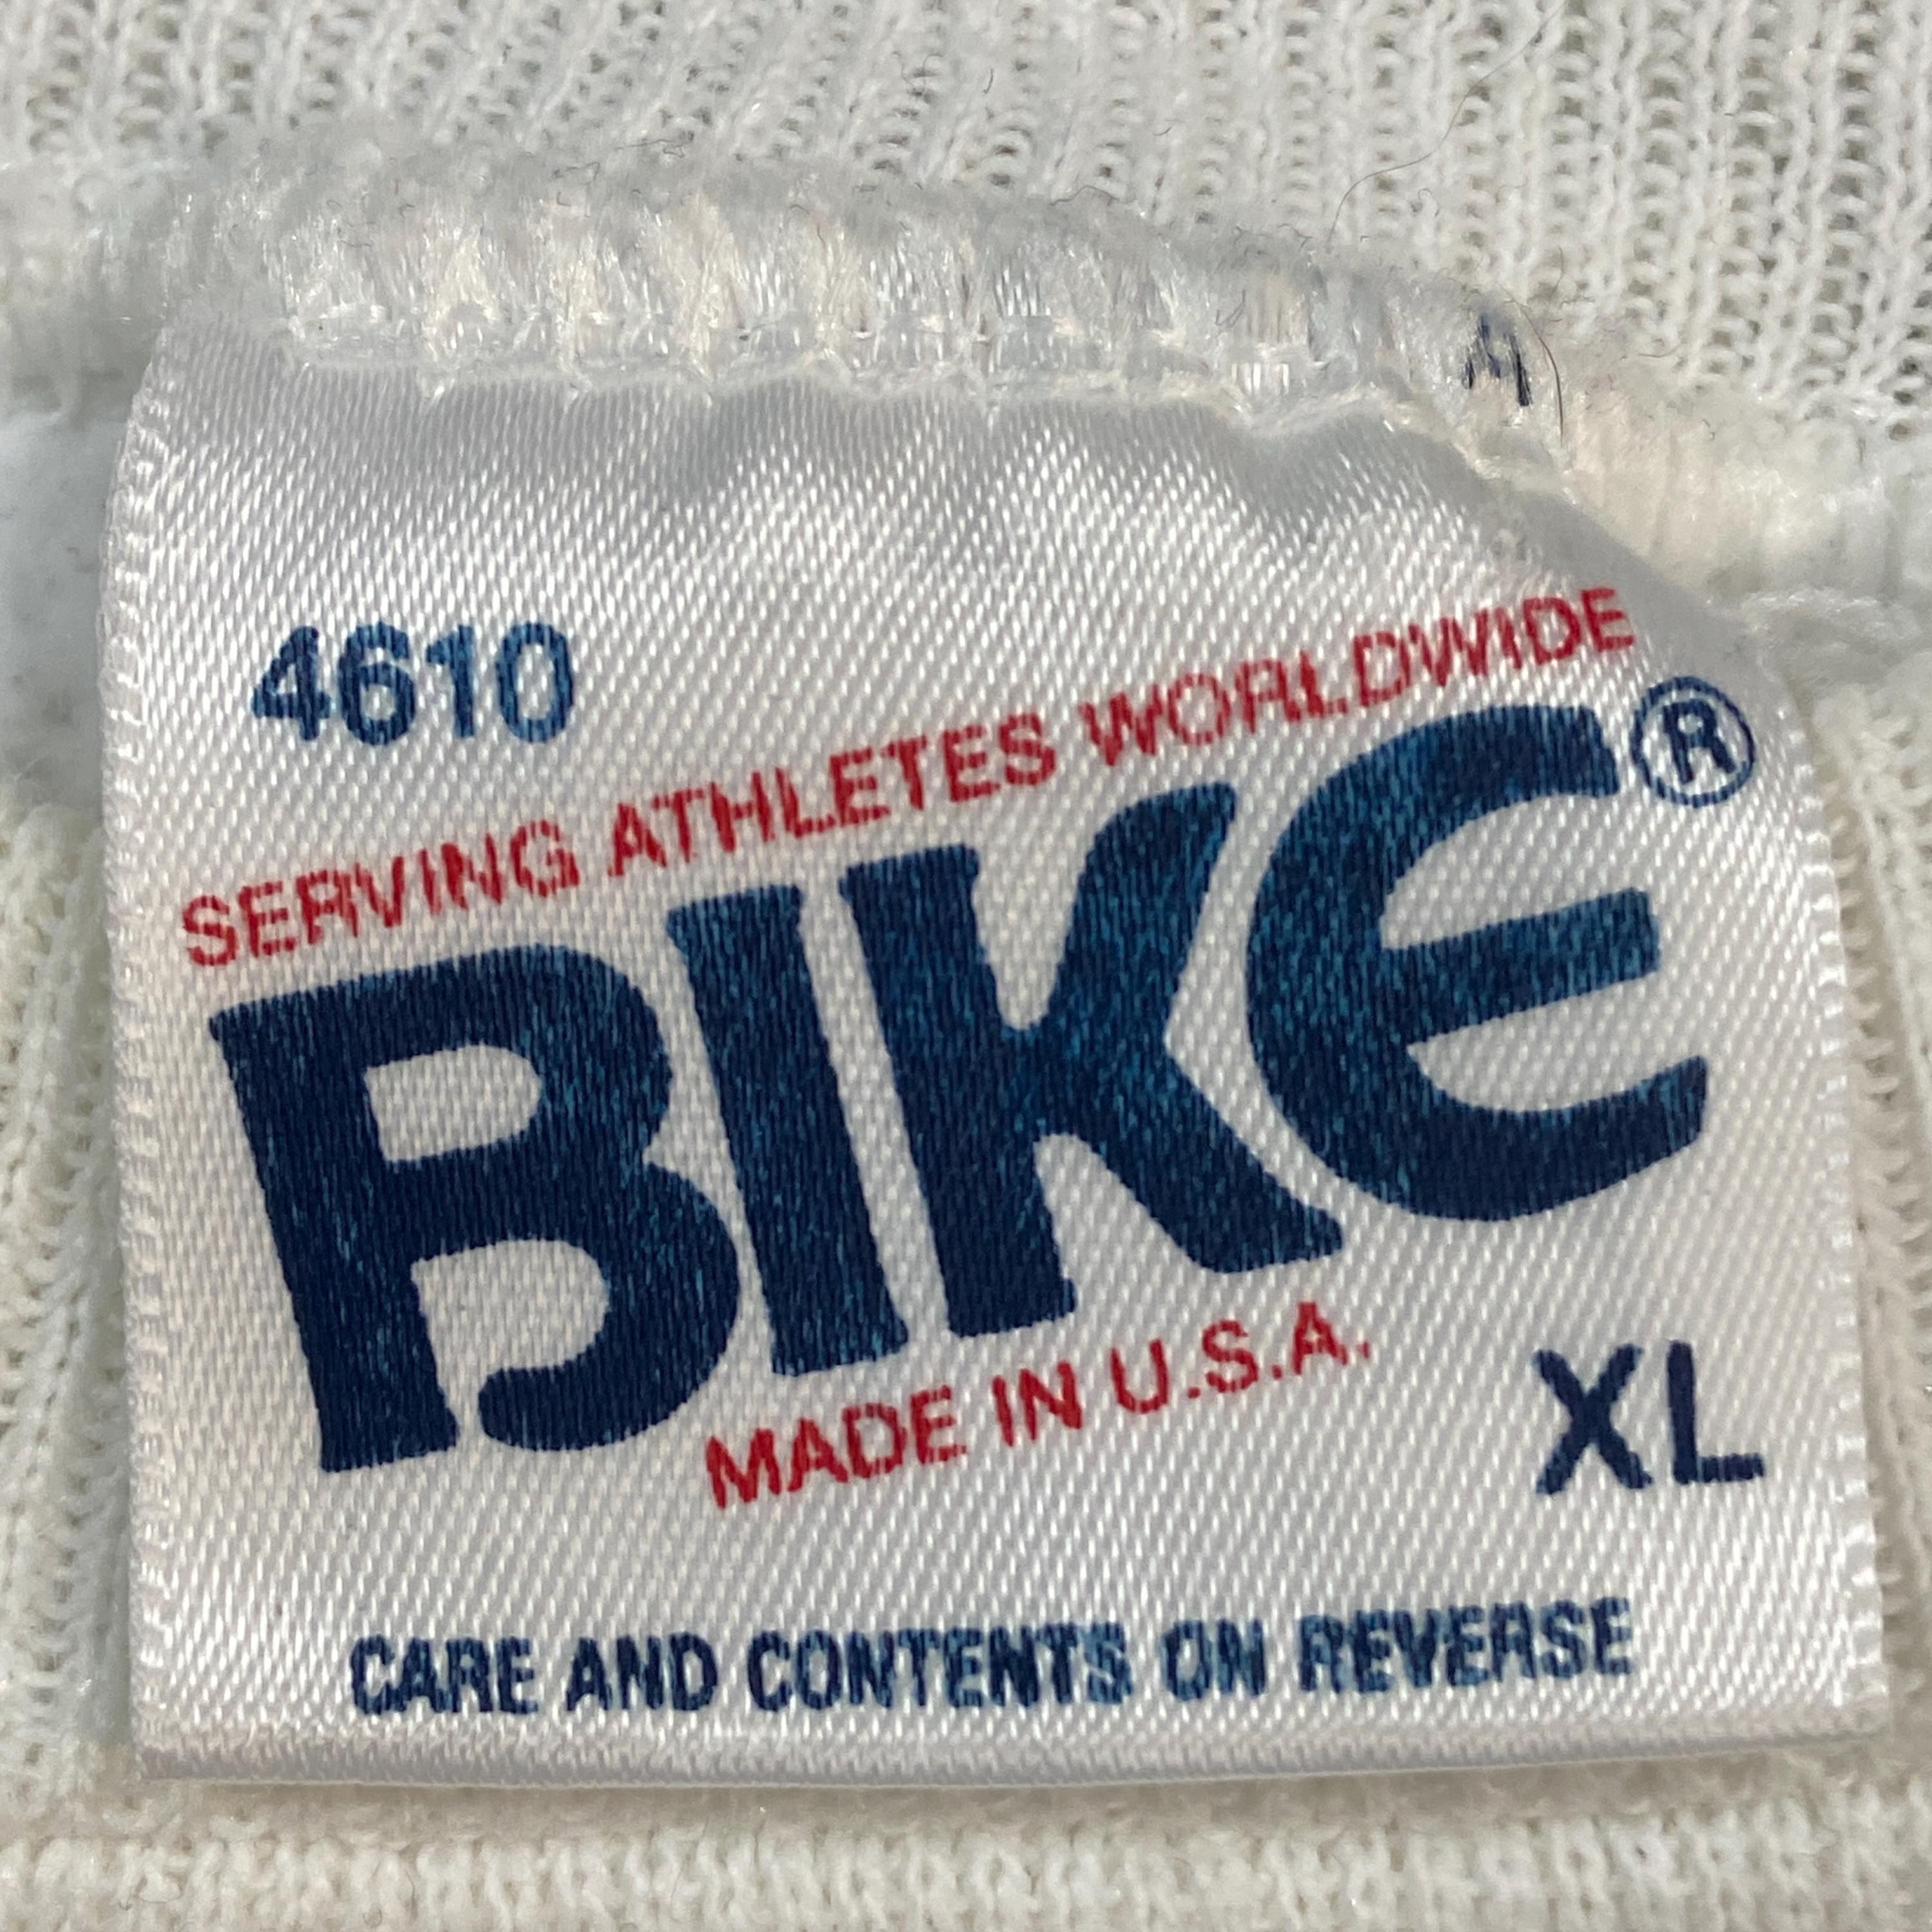 4610
SERVING ATHLETES WORLDWIDE
BIKE®
MADE IN U.S.A.
XL
CARE AND CONTENTS ON REVERSE